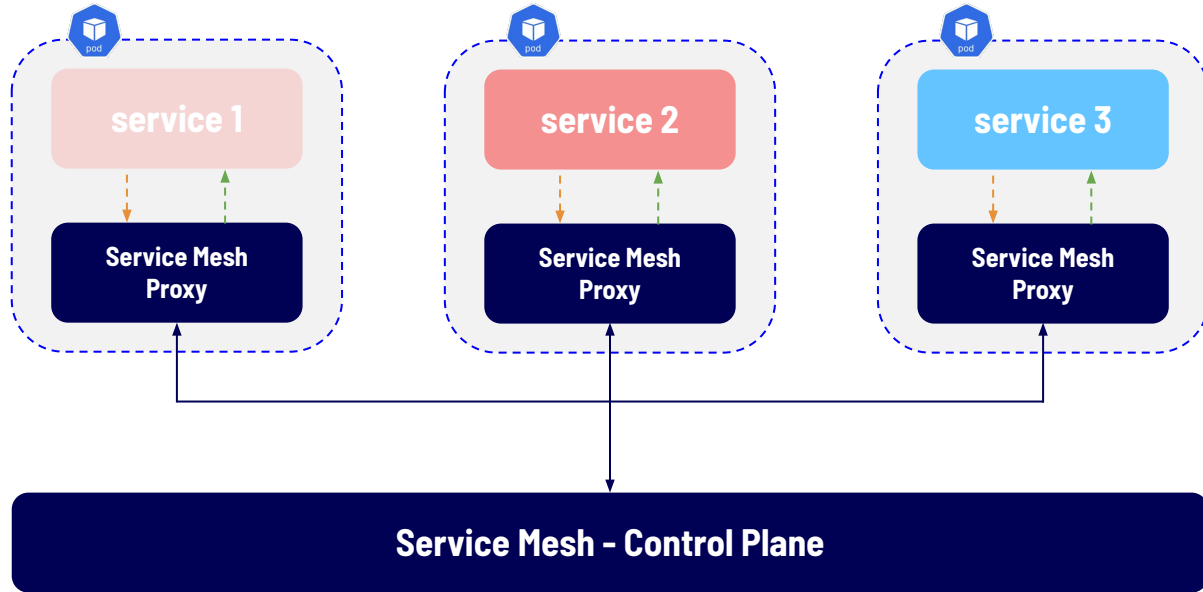 pod
pod
pod
service 1
service 2
service 3
Service Mesh
Proxy
Service Mesh
Proxy
Service Mesh
Proxy
Service Mesh - Control Plane